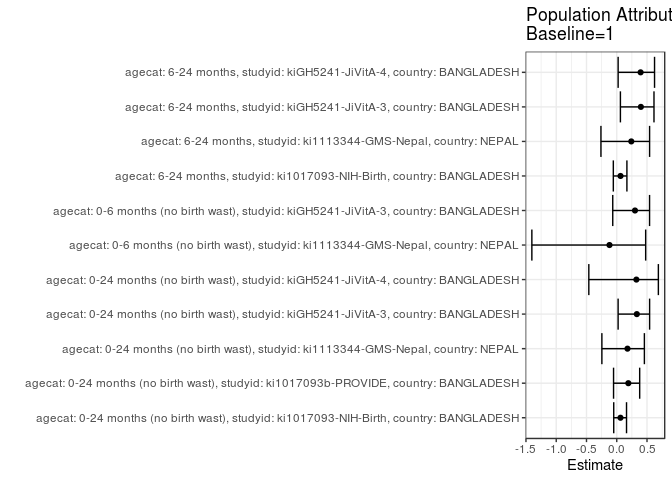 Population Attribut
Baseline=1
agecat: 6-24 months, studyid: kiGH5241-JiVitA-4, country: BANGLADESH
agecat: 6-24 months, studyid: kiGH5241-JiVitA-3, country: BANGLADESH
agecat: 6-24 months, studyid: ki1113344-GMS-Nepal, country: NEPAL
agecat: 6-24 months, studyid: ki1017093-NIH-Birth, country: BANGLADESH
agecat: 0-6 months (no birth wast), studyid: kiGH5241-JiVitA-3, country: BANGLADESH
agecat: 0-6 months (no birth wast), studyid: ki1113344-GMS-Nepal, country: NEPAL
agecat: 0-24 months (no birth wast), studyid: kiGH5241-JiVitA-4, country: BANGLADESH
agecat: 0-24 months (no birth wast), studyid: kiGH5241-JiVitA-3, country: BANGLADESH
agecat: 0-24 months (no birth wast), studyid: ki1113344-GMS-Nepal, country: NEPAL
agecat: 0-24 months (no birth wast), studyid: ki1017093b-PROVIDE, country: BANGLADESH
agecat: 0-24 months (no birth wast), studyid: ki1017093-NIH-Birth, country: BANGLADESH
-1.5 -1.0 -0.5 0.0 0.5
Estimate